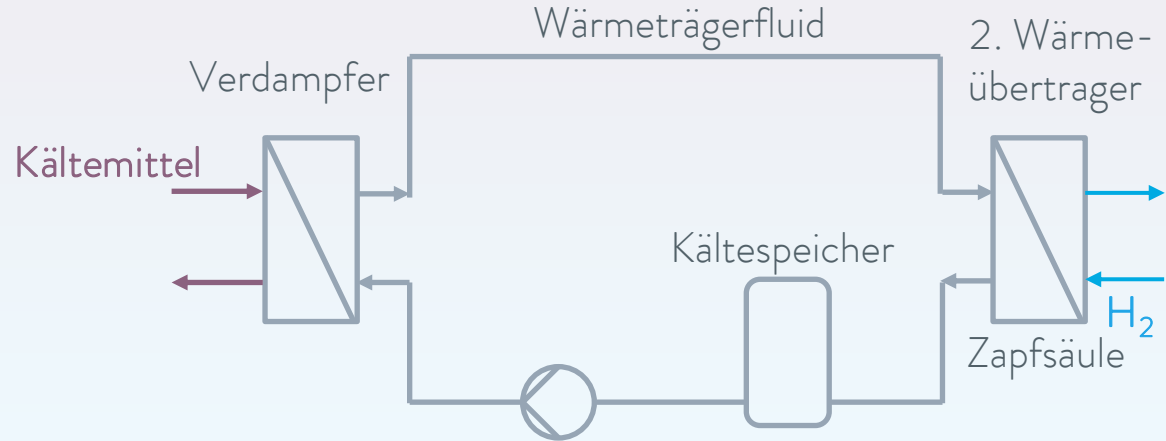 Wärmeträgerfluid
2. Wärme-
übertrager
Verdampfer
Kältemittel
Kältespeicher
H₂
Zapfsäule